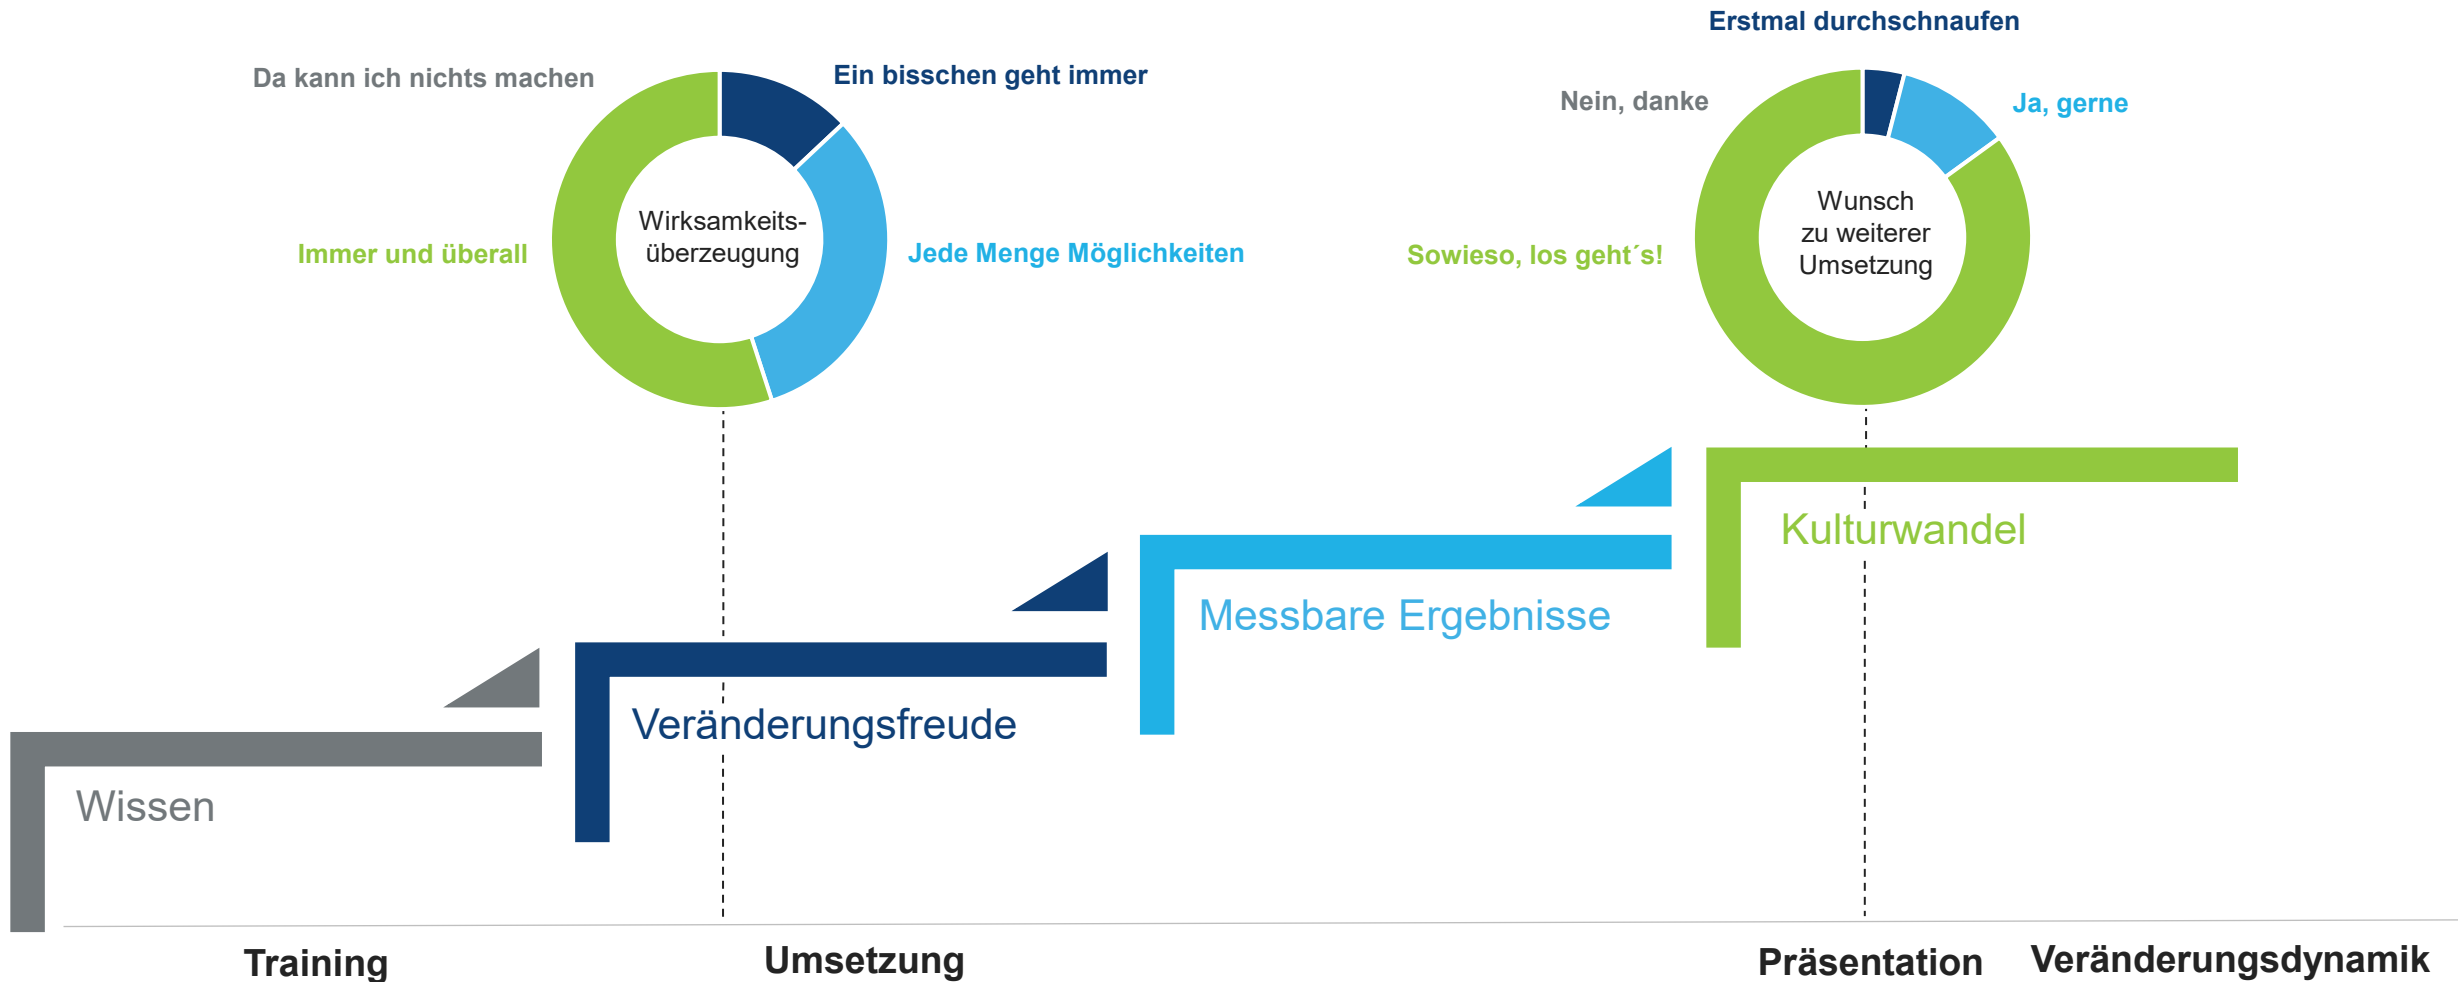 Erstmal durchschnaufen
Da kann ich nichts machen
Ein bisschen geht immer
Nein, danke
Ja, gerne
Wirksamkeits-
überzeugung
Immer und überall
Jede Menge Möglichkeiten
Wunsch
zu weiterer
Umsetzung
Sowieso, los geht´s!
Kulturwandel
Messbare Ergebnisse
Veränderungsfreude
Wissen
Training
Umsetzung
Präsentation
Veränderungsdynamik